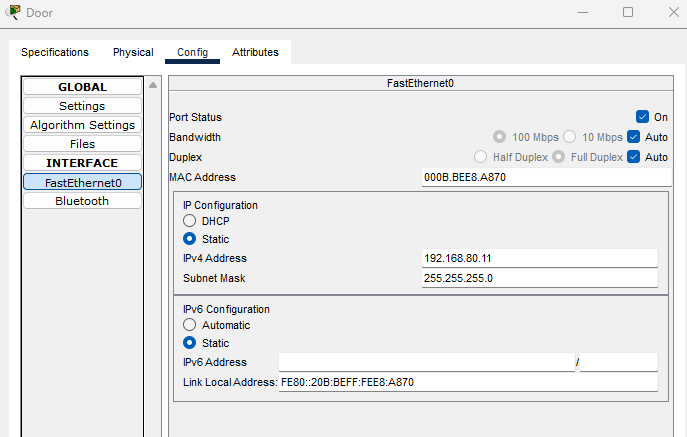 Door
Specifications Physical Config Attributes
GLOBAL
Settings
Algorithm Settings
Files
INTERFACE
FastEthernet0
Bluetooth
FastEthernet0
Port Status On
Bandwidth 100 Mbps 10 Mbps Auto
Duplex Half Duplex Full Duplex Auto
MAC Address 000B.BEE8.A870
IP Configuration
DHCP
Static
IPv4 Address 192.168.80.11
Subnet Mask 255.255.255.0
IPv6 Configuration
Automatic
Static
IPv6 Address /
Link Local Address: FE80::20B:BEFF:FEE8:A870